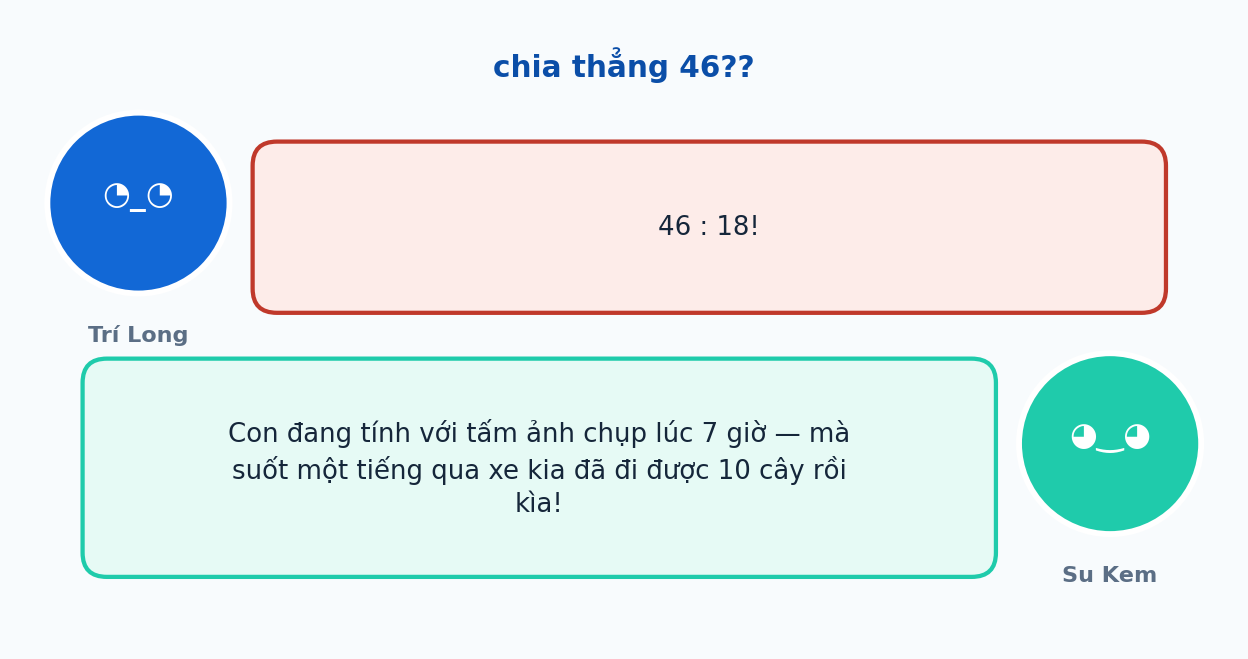 chia thẳng 46??
46 : 18!
Trí Long
Con đang tính với tấm ảnh chụp lúc 7 giờ — mà
suốt một tiếng qua xe kia đã đi được 10 cây rồi
kìa!
Su Kem